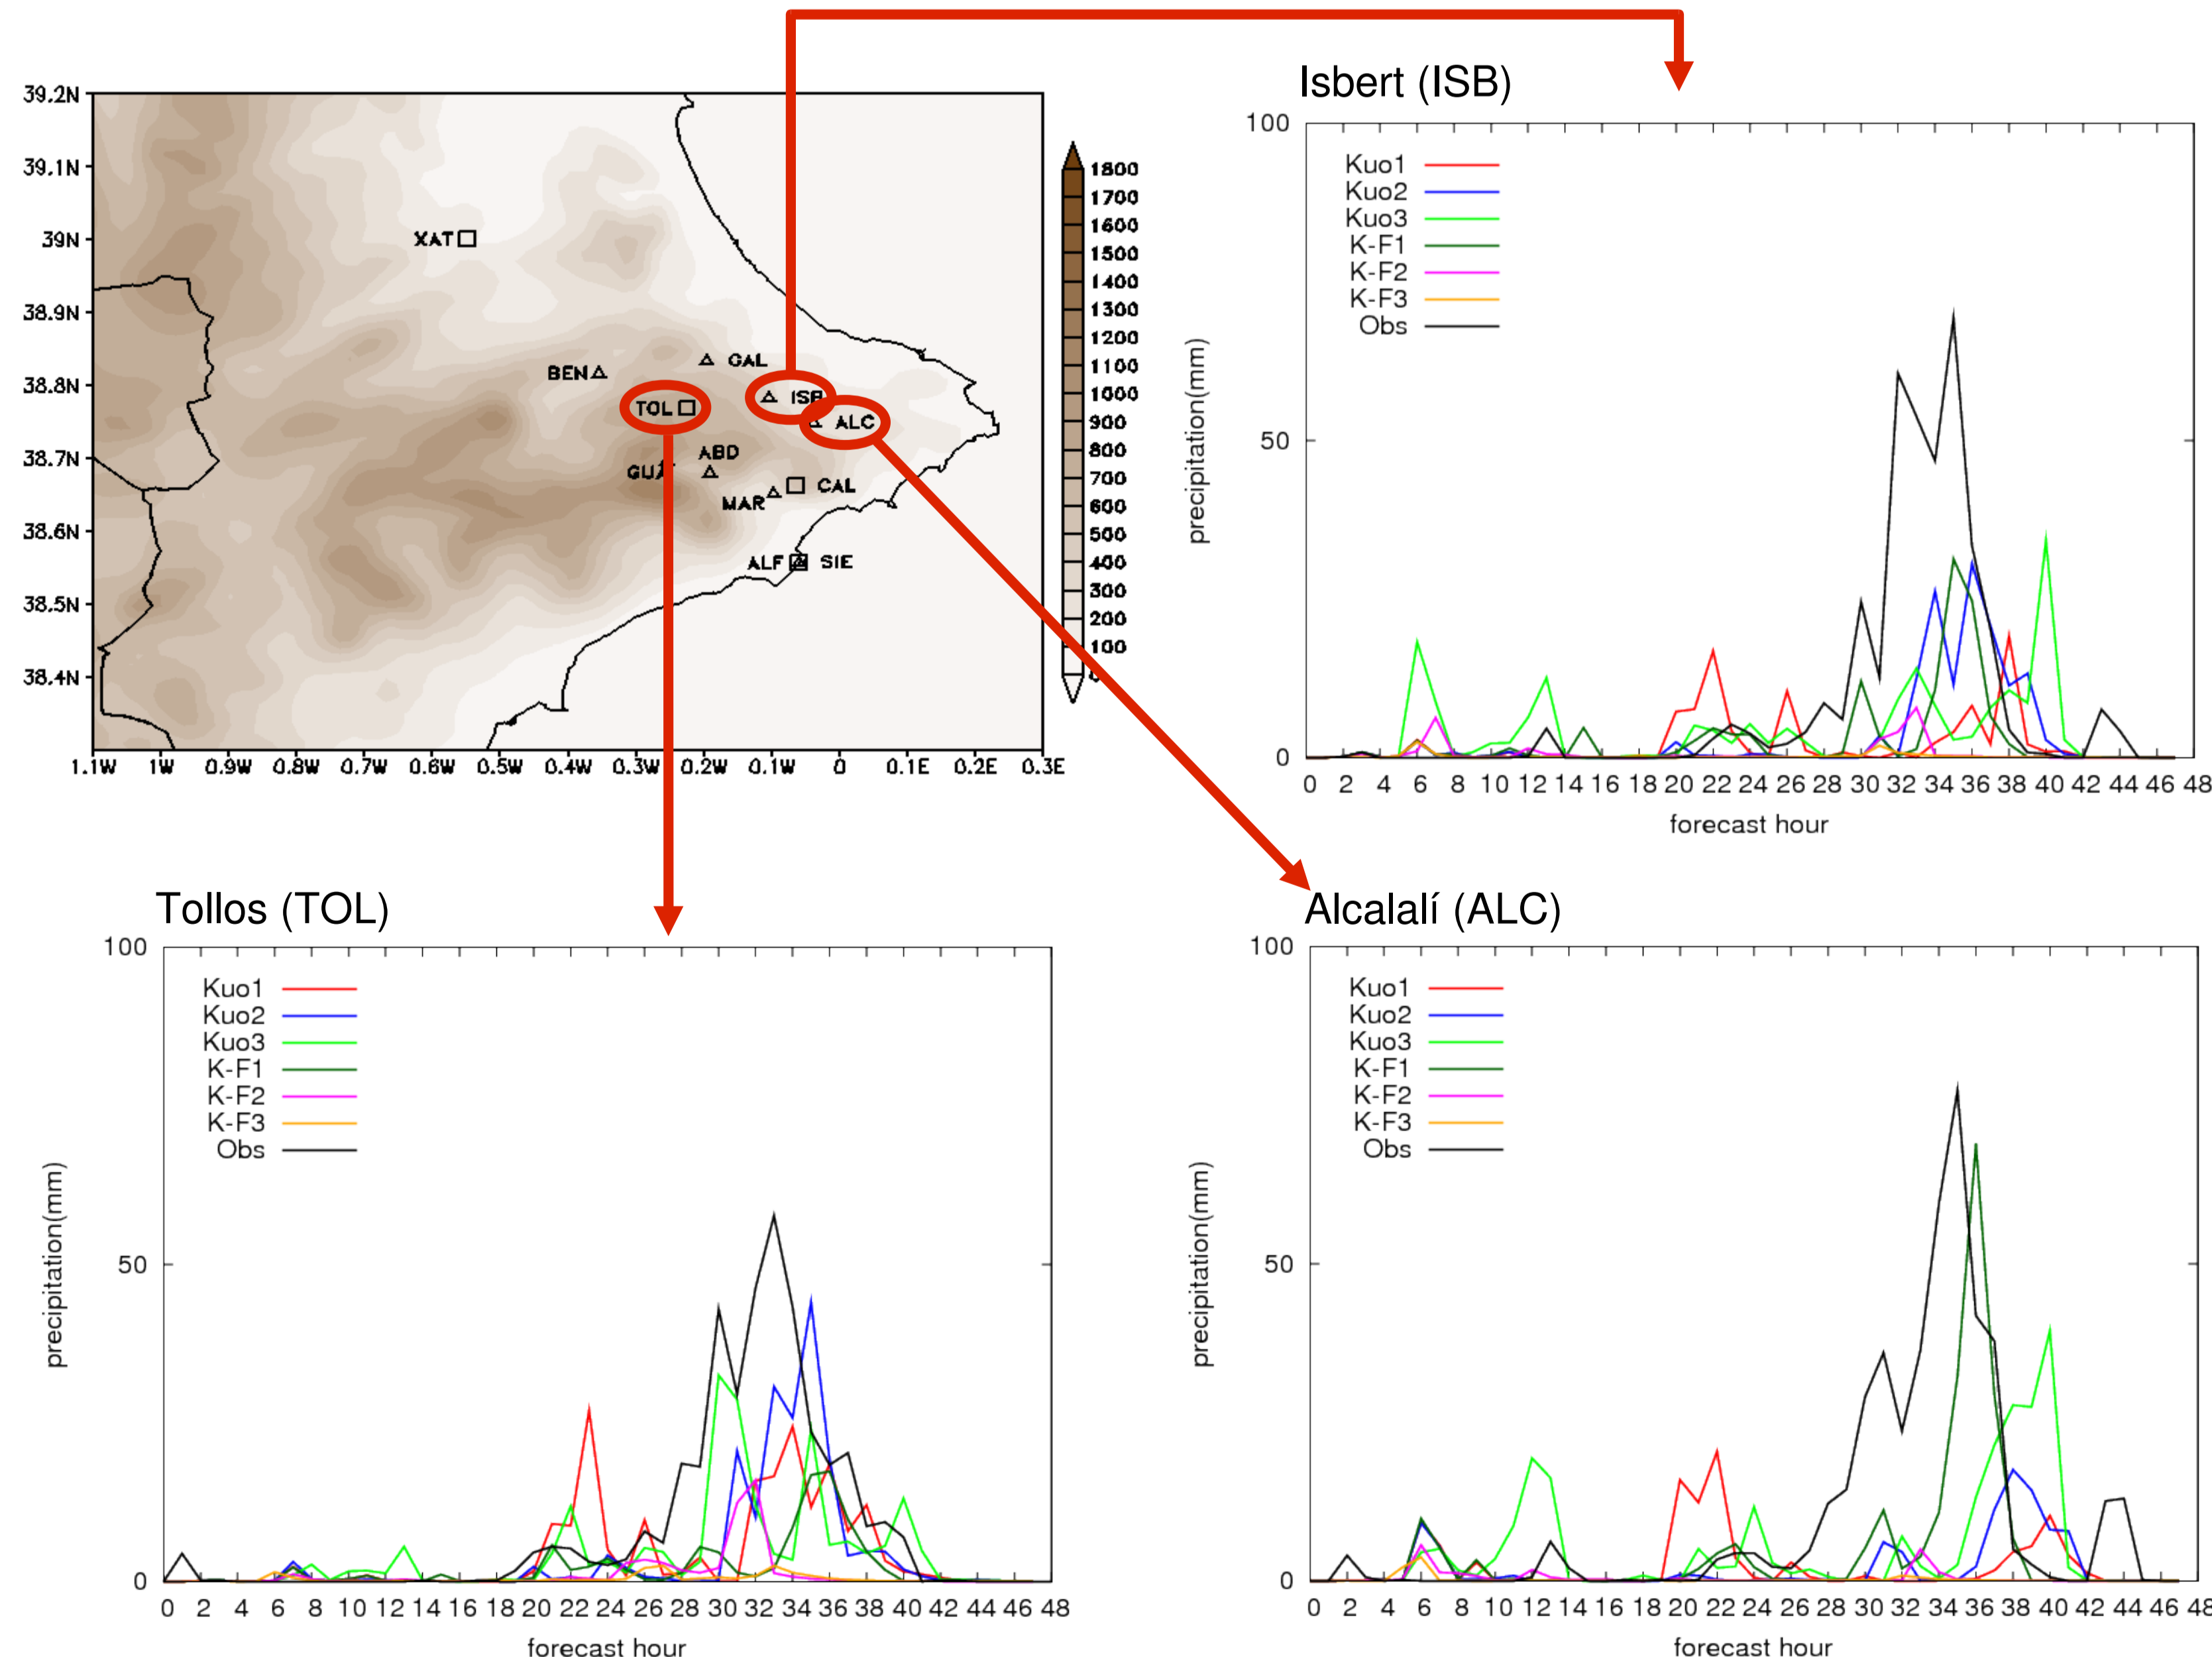 Isbert (ISB)
39.2N
39.1N
39N
38.9N
38.8N
38.7N
38.6N
38.5N
38.4N
1.1W 1W 0.9W 0.8W 0.7W 0.6W 0.5W 0.4W 0.3W 0.2W 0.1W 0 0.1E 0.2E 0.3E
XAT
GAL
BEN
ISB
TOL
ALC
ABD
GUA
CAL
MAR
ALF SIE
1800
1700
1600
1500
1400
1300
1200
1100
1000
900
800
700
600
500
400
300
200
100
100
50
0
precipitation(mm)
Kuo1
Kuo2
Kuo3
K-F1
K-F2
K-F3
Obs
0 2 4 6 8 10 12 14 16 18 20 22 24 26 28 30 32 34 36 38 40 42 44 46 48
forecast hour
Tollos (TOL)
100
50
0
precipitation(mm)
Kuo1
Kuo2
Kuo3
K-F1
K-F2
K-F3
Obs
0 2 4 6 8 10 12 14 16 18 20 22 24 26 28 30 32 34 36 38 40 42 44 46 48
forecast hour
Alcalalí (ALC)
100
50
0
precipitation(mm)
Kuo1
Kuo2
Kuo3
K-F1
K-F2
K-F3
Obs
0 2 4 6 8 10 12 14 16 18 20 22 24 26 28 30 32 34 36 38 40 42 44 46 48
forecast hour